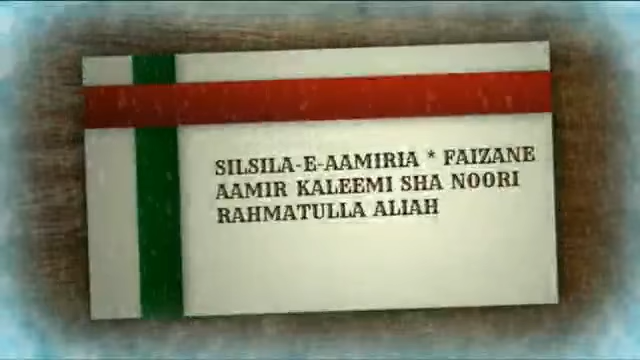 SILSILA-E-AAMIRIA * FAIZANE
AAMIR KALEEMI SHA NOORI
RAHMATULLA ALIAH